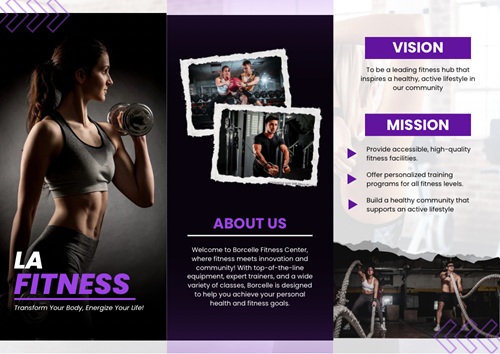 LA
FITNESS
Transform Your Body, Energize Your Life!
ABOUT US
Welcome to Borcelle Fitness Center,
where fitness meets innovation and
community! With top-of-the-line
equipment, expert trainers, and a wide
variety of classes, Borcelle is designed
to help you achieve your personal
health and fitness goals.
VISION
To be a leading fitness hub that
inspires a healthy, active lifestyle in
our community
MISSION
Provide accessible, high-quality
fitness facilities.
Offer personalized training
programs for all fitness levels.
Build a healthy community that
supports an active lifestyle